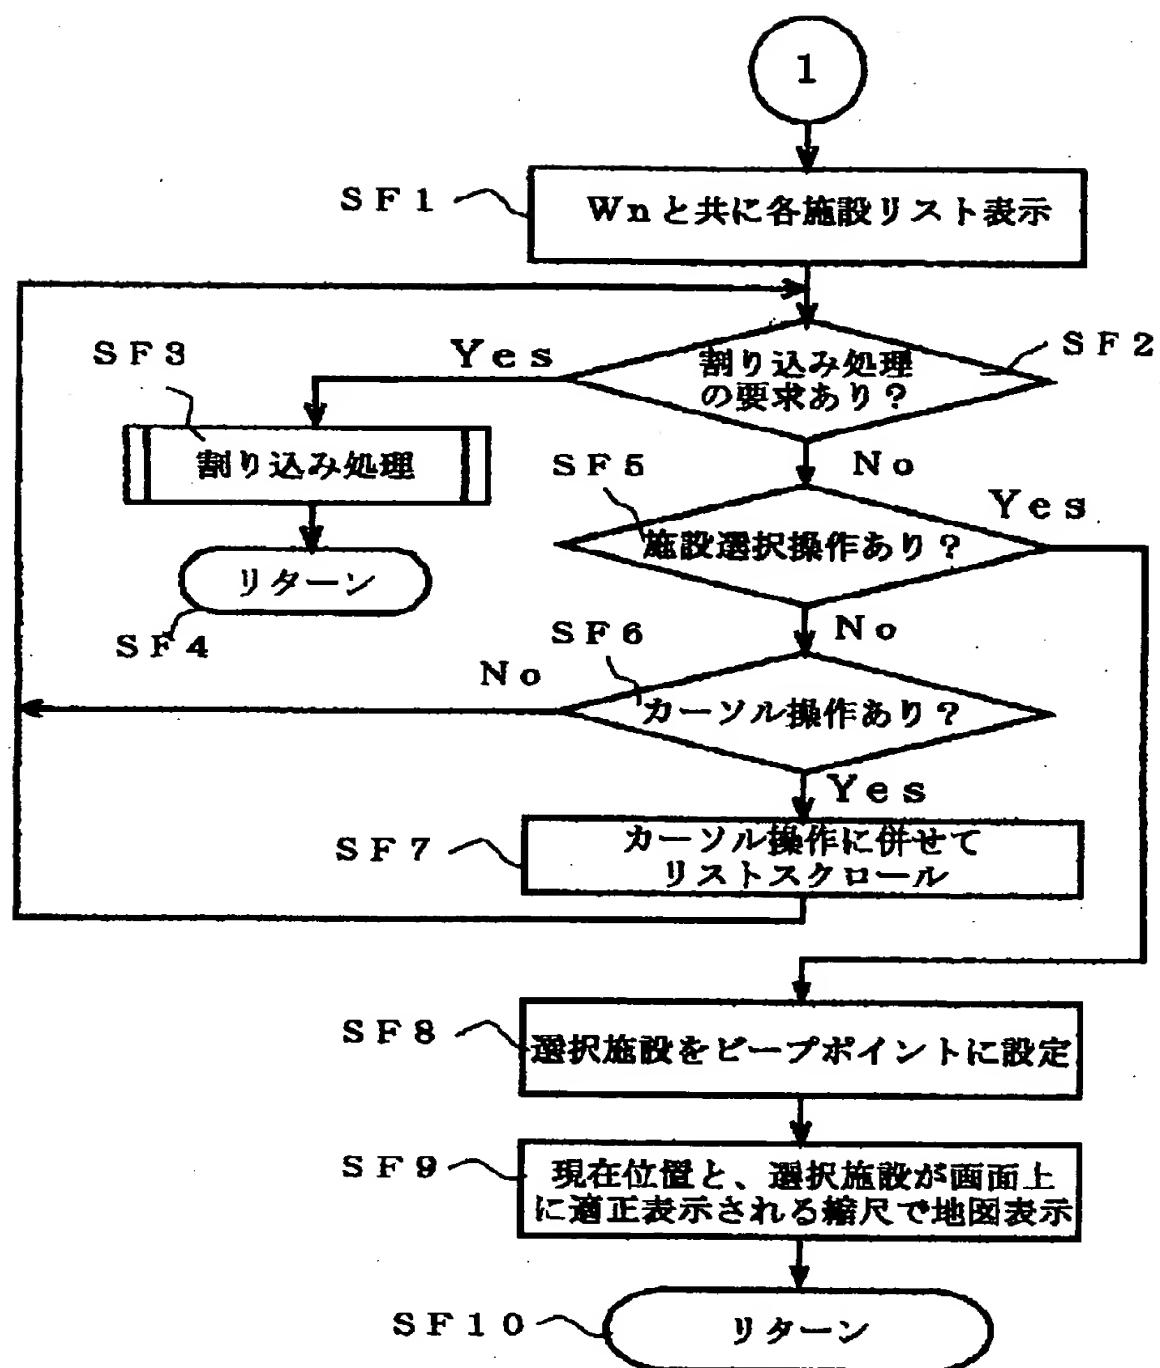 1
SF1
Wnと共に各施設リスト表示
SF2
割り込み処理
の要求あり?
Yes
No
SF3
割り込み処理
SF4
リターン
SF5
施設選択操作あり?
Yes
No
SF6
カーソル操作あり?
No
Yes
SF7
カーソル操作に併せて
リストスクロール
SF8
選択施設をビープポイントに設定
SF9
現在位置と、選択施設が画面上
に適正表示される縮尺で地図表示
SF10
リターン